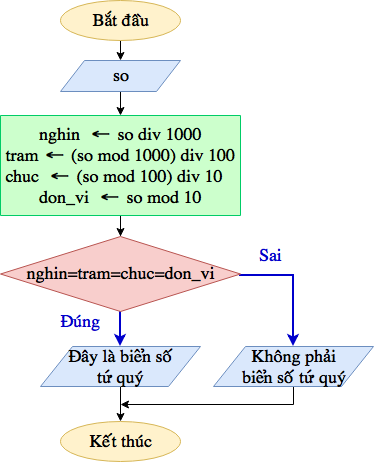 Bắt đầu
so
nghin ← so div 1000
tram ← (so mod 1000) div 100
chuc ← (so mod 100) div 10
don_vi ← so mod 10
nghin=tram=chuc=don_vi
Sai
Đúng
Đây là biển số
tứ quý
Không phải
biển số tứ quý
Kết thúc